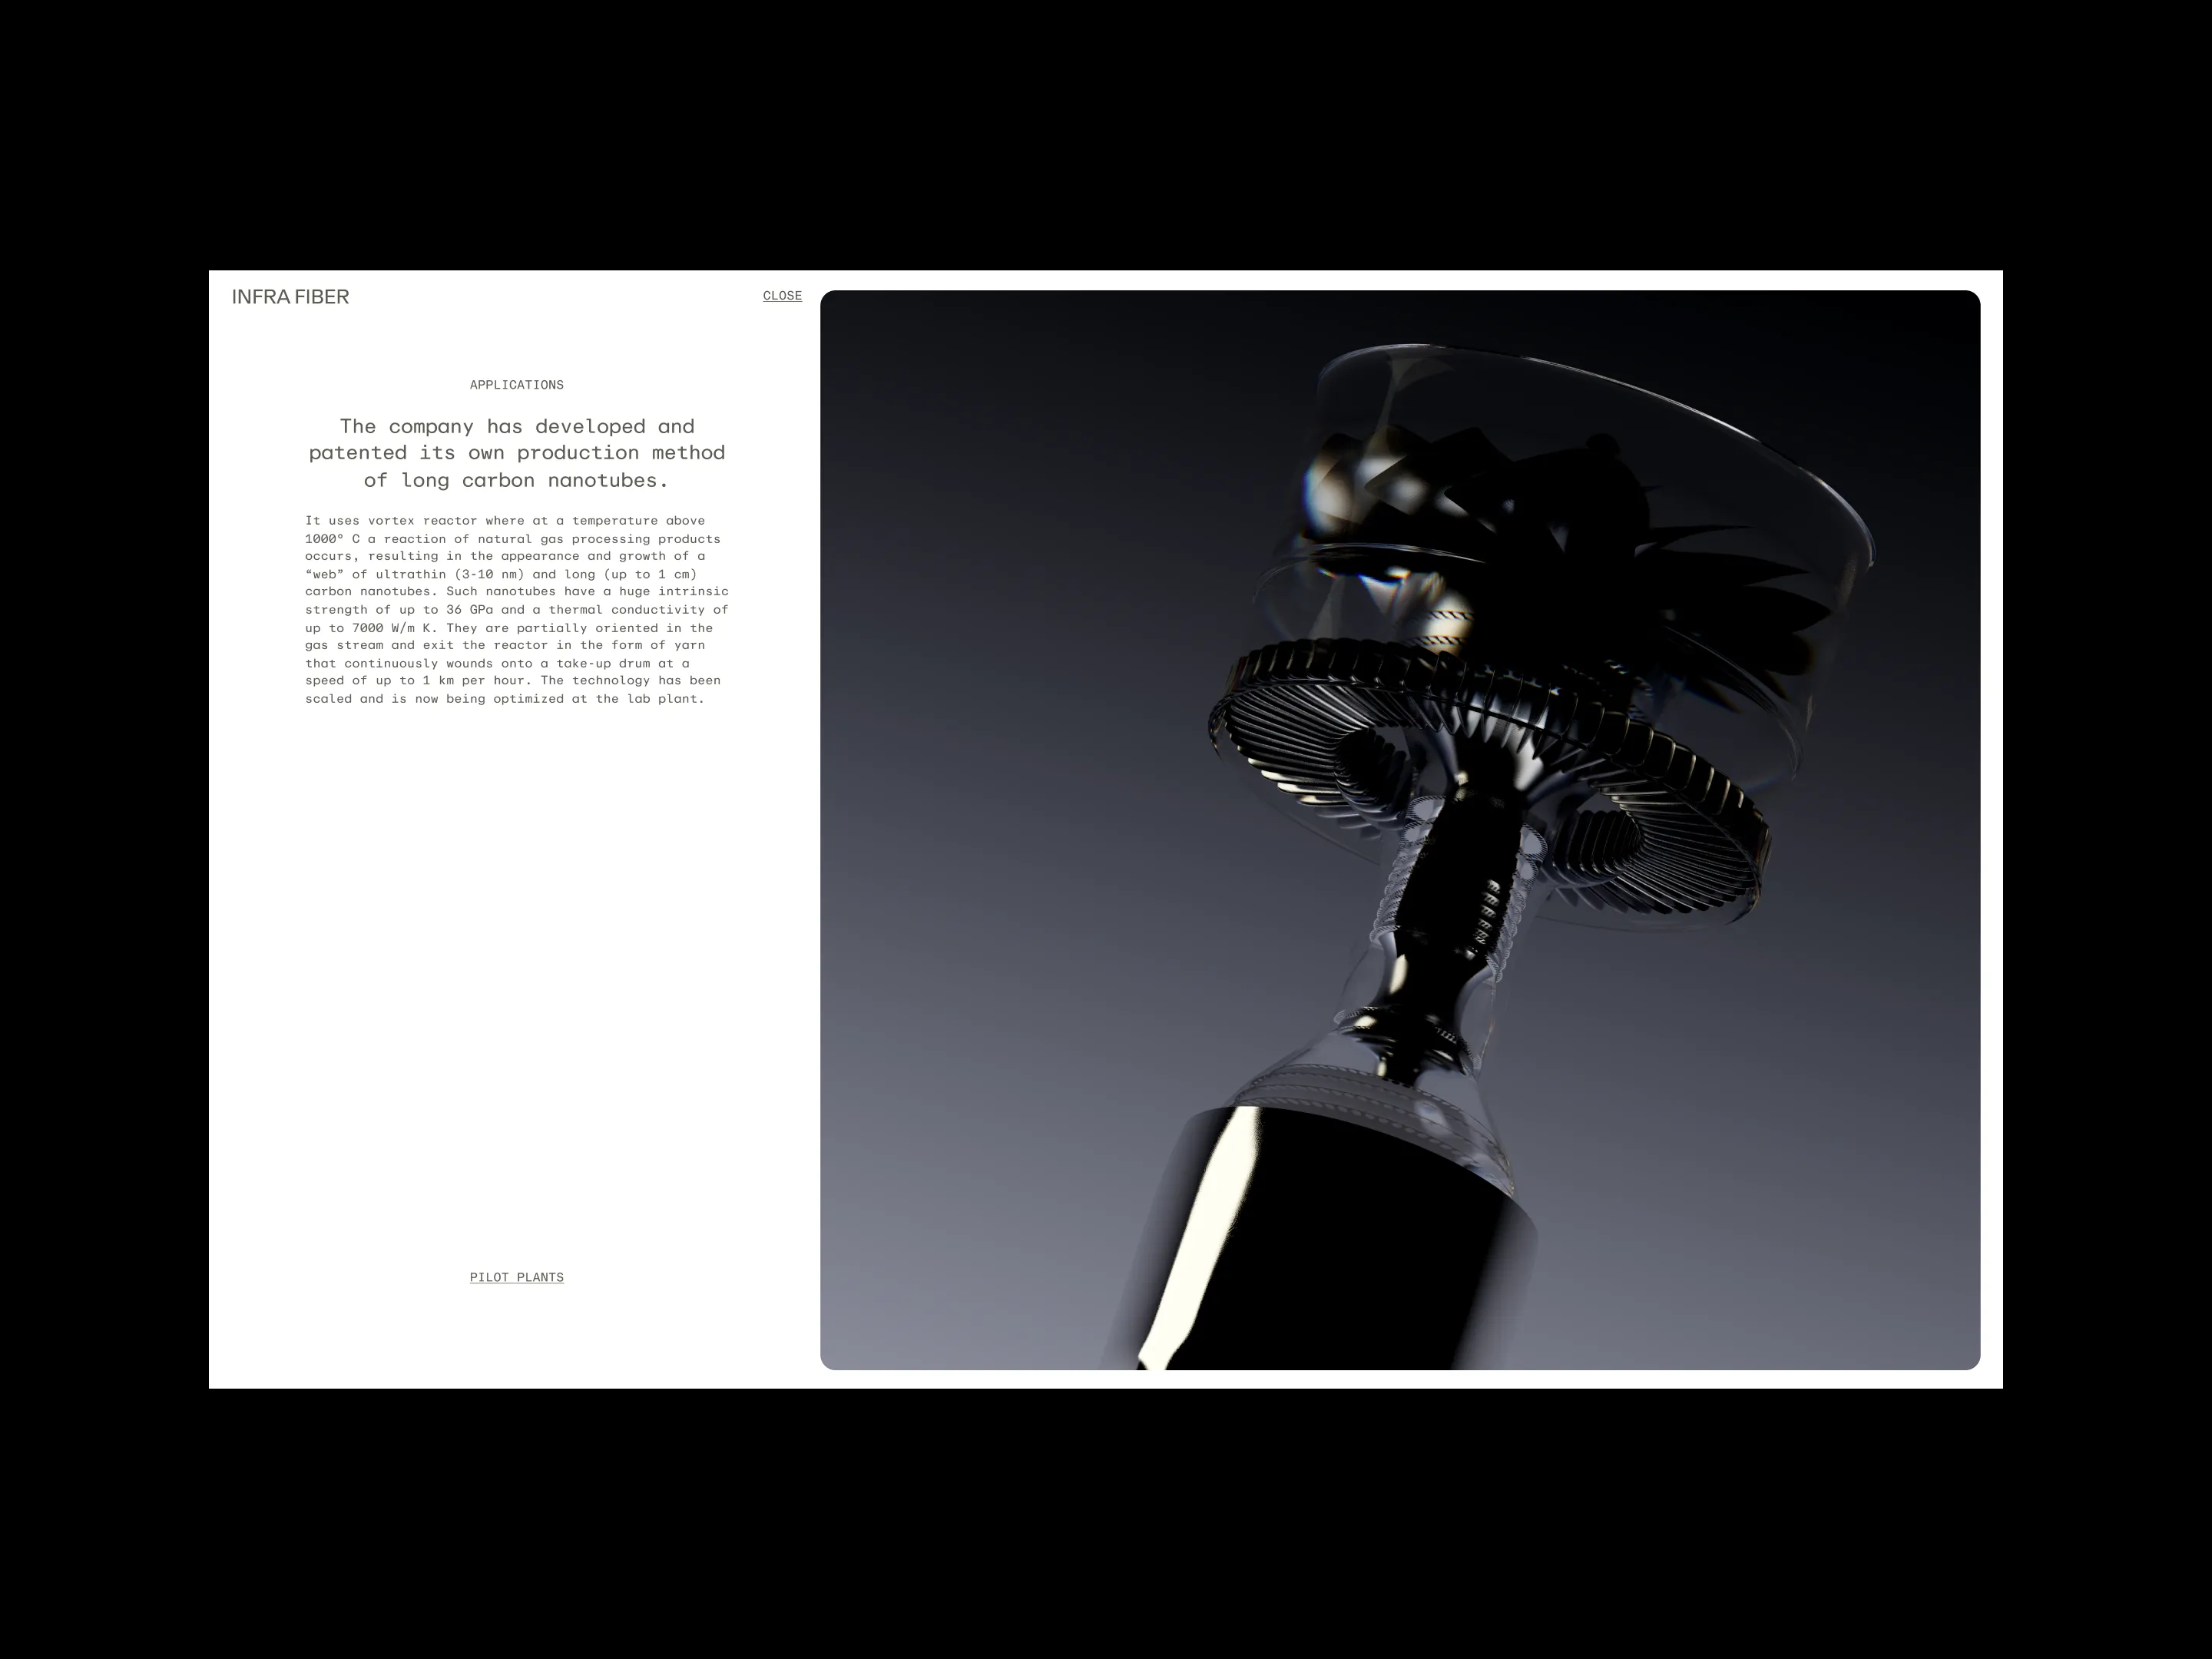 INFRA FIBER
CLOSE
APPLICATIONS
The company has developed and
patented its own production method
of long carbon nanotubes.
It uses vortex reactor where at a temperature above
1000° C a reaction of natural gas processing products
occurs, resulting in the appearance and growth of a
“web” of ultrathin (3-10 nm) and long (up to 1 cm)
carbon nanotubes. Such nanotubes have a huge intrinsic
strength of up to 36 GPa and a thermal conductivity of
up to 7000 W/m K. They are partially oriented in the
gas stream and exit the reactor in the form of yarn
that continuously wounds onto a take-up drum at a
speed of up to 1 km per hour. The technology has been
scaled and is now being optimized at the lab plant.
PILOT PLANTS